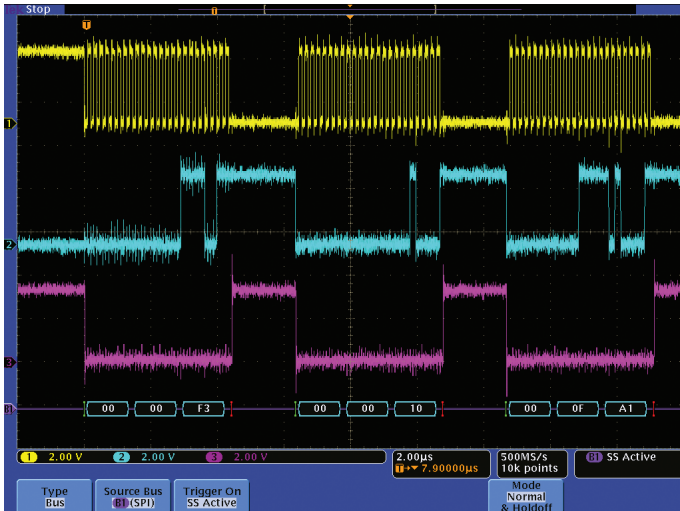 Stop
T
T
1
2
3
B1
00 00 F3 00 00 10 00 0F A1
1 2.00 V 2 2.00 V 3 2.00 V
2.00µs
T→▼ 7.90000µs
500MS/s
10k points
B1 SS Active
Type
Bus
Source Bus
B1 (SPI)
Trigger On
SS Active
Mode
Normal
& Holdoff